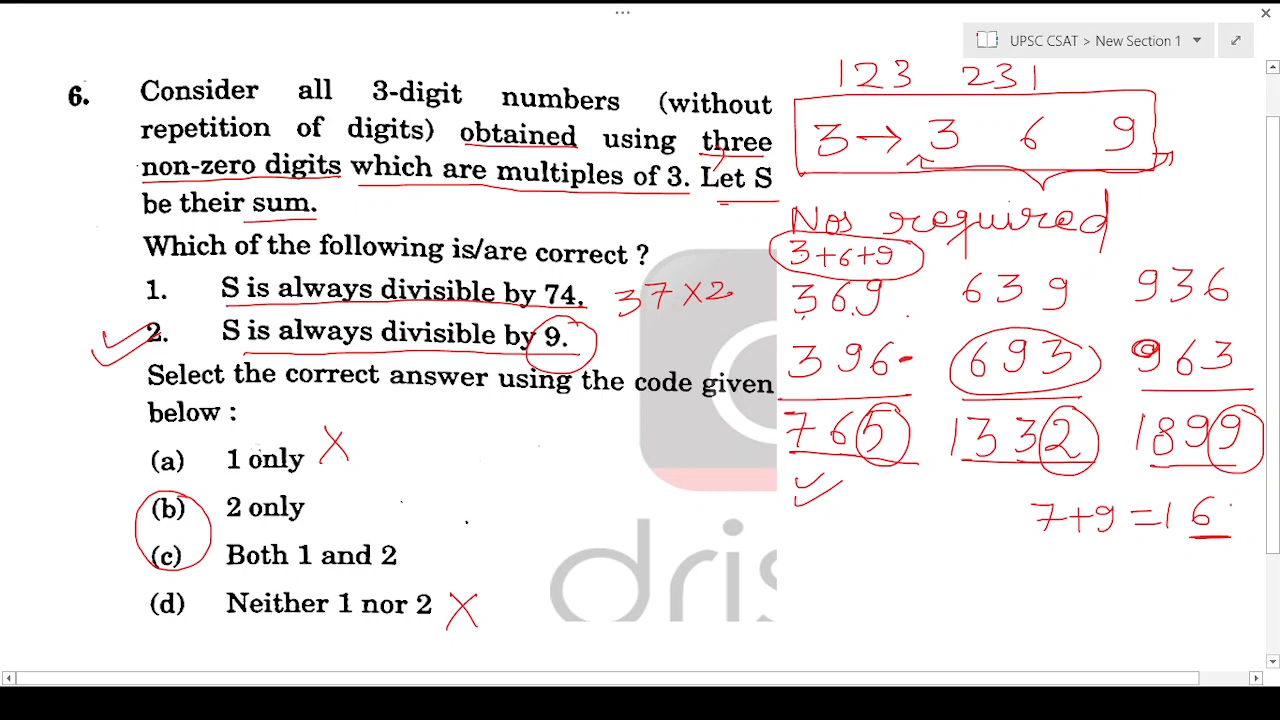 UPSC CSAT > New Section 1
6. Consider all 3-digit numbers (without
repetition of digits) obtained using three
non-zero digits which are multiples of 3. Let S
be their sum.
Which of the following is/are correct ?
1. S is always divisible by 74.
2. S is always divisible by 9.
Select the correct answer using the code given
below :
(a) 1 only
(b) 2 only
(c) Both 1 and 2
(d) Neither 1 nor 2
37 × 2
123 231
3 → 3 6 9
Nos required
3+6+9
369 639 936
396 693 963
765 1332 1899
7+9=16
dris